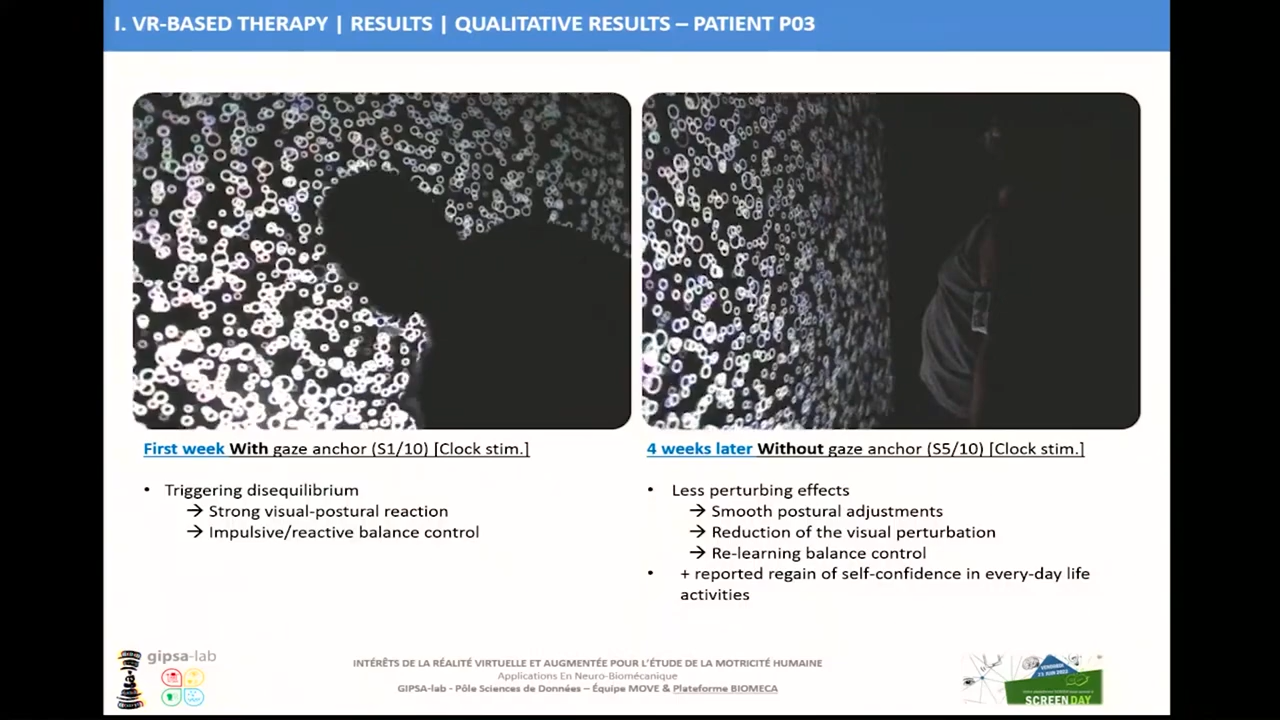 I. VR-BASED THERAPY | RESULTS | QUALITATIVE RESULTS – PATIENT P03
First week With gaze anchor (S1/10) [Clock stim.]
• Triggering disequilibrium
→ Strong visual-postural reaction
→ Impulsive/reactive balance control
4 weeks later Without gaze anchor (S5/10) [Clock stim.]
• Less perturbing effects
→ Smooth postural adjustments
→ Reduction of the visual perturbation
→ Re-learning balance control
• + reported regain of self-confidence in every-day life
activities
gipsa-lab
INTÉRÊTS DE LA RÉALITÉ VIRTUELLE ET AUGMENTÉE POUR L'ÉTUDE DE LA MOTRICITÉ HUMAINE
Applications En Neuro-Biomécanique
GIPSA-lab - Pôle Sciences de Données – Équipe MOVE & Plateforme BIOMECA
VENDREDI
SCREENDAY